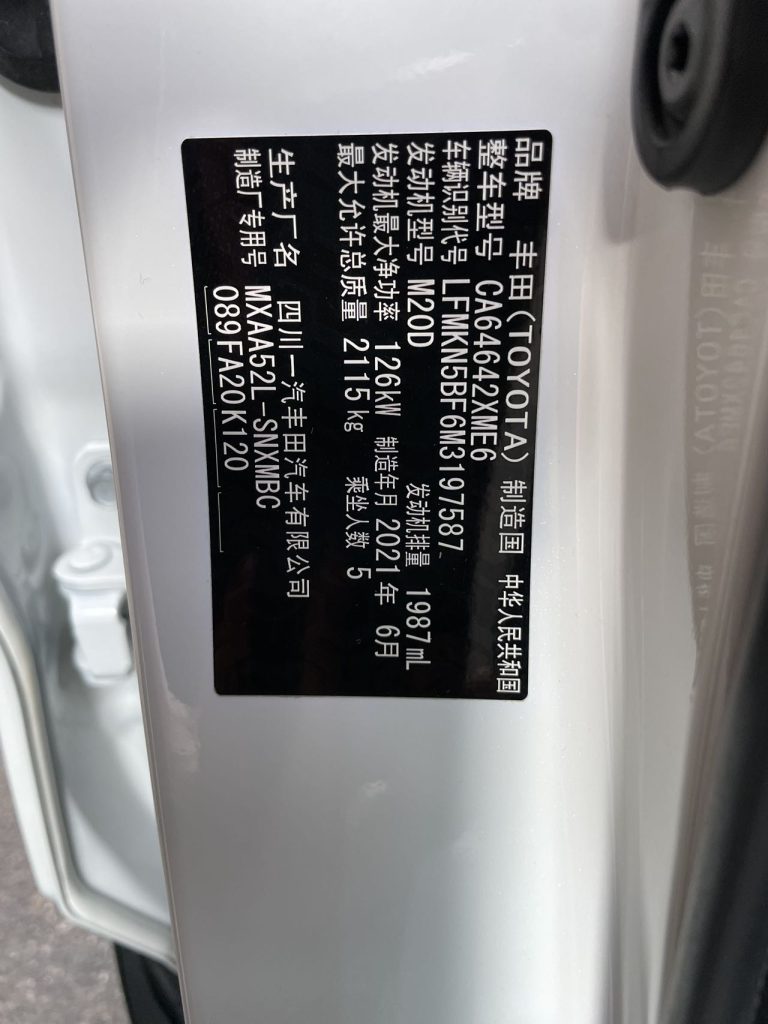 品牌 丰田(TOYOTA) 制造国 中华人民共和国
整车型号 CA64642XME6
车辆识别代号 LFMKN5BF6M3197587
发动机型号 M20D 发动机排量 1987mL
发动机最大净功率 126kW 制造年月 2021年 6月
最大允许总质量 2115kg 乘坐人数 5
生产厂名 四川一汽丰田汽车有限公司
制造厂专用号 MXAA52L-SNXMBC
089FA20K120